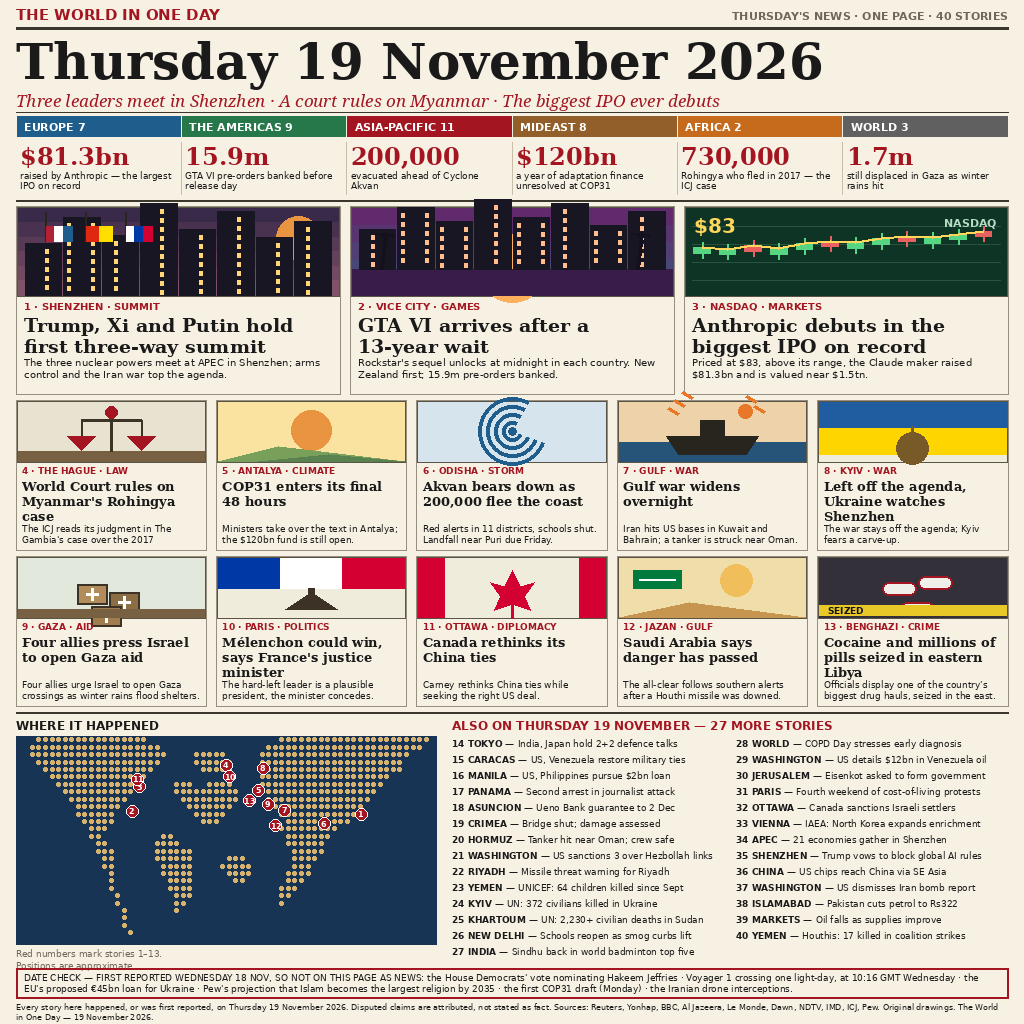 THE WORLD IN ONE DAY
THURSDAY'S NEWS · ONE PAGE · 40 STORIES
Thursday 19 November 2026
Three leaders meet in Shenzhen · A court rules on Myanmar · The biggest IPO ever debuts
EUROPE 7
THE AMERICAS 9
ASIA-PACIFIC 11
MIDEAST 8
AFRICA 2
WORLD 3
$81.3bn
raised by Anthropic — the largest
IPO on record
15.9m
GTA VI pre-orders banked before
release day
200,000
evacuated ahead of Cyclone
Akvan
$120bn
a year of adaptation finance
unresolved at COP31
730,000
Rohingya who fled in 2017 — the
ICJ case
1.7m
still displaced in Gaza as winter
rains hit
1 · SHENZHEN · SUMMIT
Trump, Xi and Putin hold
first three-way summit
The three nuclear powers meet at APEC in Shenzhen; arms
control and the Iran war top the agenda.
2 · VICE CITY · GAMES
GTA VI arrives after a
13-year wait
Rockstar's sequel unlocks at midnight in each country. New
Zealand first; 15.9m pre-orders banked.
$83
NASDAQ
3 · NASDAQ · MARKETS
Anthropic debuts in the
biggest IPO on record
Priced at $83, above its range, the Claude maker raised
$81.3bn and is valued near $1.5tn.
4 · THE HAGUE · LAW
World Court rules on
Myanmar's Rohingya
case
The ICJ reads its judgment in The
Gambia's case over the 2017
5 · ANTALYA · CLIMATE
COP31 enters its final
48 hours
Ministers take over the text in Antalya;
the $120bn fund is still open.
6 · ODISHA · STORM
Akvan bears down as
200,000 flee the coast
Red alerts in 11 districts, schools shut.
Landfall near Puri due Friday.
7 · GULF · WAR
Gulf war widens
overnight
Iran hits US bases in Kuwait and
Bahrain; a tanker is struck near Oman.
8 · KYIV · WAR
Left off the agenda,
Ukraine watches
Shenzhen
The war stays off the agenda; Kyiv
fears a carve-up.
9 · GAZA · AID
Four allies press Israel
to open Gaza aid
Four allies urge Israel to open Gaza
crossings as winter rains flood shelters.
10 · PARIS · POLITICS
Mélenchon could win,
says France's justice
minister
The hard-left leader is a plausible
president, the minister concedes.
11 · OTTAWA · DIPLOMACY
Canada rethinks its
China ties
Carney rethinks China ties while
seeking the right US deal.
12 · JAZAN · GULF
Saudi Arabia says
danger has passed
The all-clear follows southern alerts
after a Houthi missile was downed.
SEIZED
13 · BENGHAZI · CRIME
Cocaine and millions of
pills seized in eastern
Libya
Officials display one of the country's
biggest drug hauls, seized in the east.
WHERE IT HAPPENED
11
3
2
4
10
8
5
13
9
7
12
6
1
Red numbers mark stories 1–13.
Positions are approximate.
ALSO ON THURSDAY 19 NOVEMBER — 27 MORE STORIES
14 TOKYO — India, Japan hold 2+2 defence talks
15 CARACAS — US, Venezuela restore military ties
16 MANILA — US, Philippines pursue $2bn loan
17 PANAMA — Second arrest in journalist attack
18 ASUNCION — Ueno Bank guarantee to 2 Dec
19 CRIMEA — Bridge shut; damage assessed
20 HORMUZ — Tanker hit near Oman; crew safe
21 WASHINGTON — US sanctions 3 over Hezbollah links
22 RIYADH — Missile threat warning for Riyadh
23 YEMEN — UNICEF: 64 children killed since Sept
24 KYIV — UN: 372 civilians killed in Ukraine
25 KHARTOUM — UN: 2,230+ civilian deaths in Sudan
26 NEW DELHI — Schools reopen as smog curbs lift
27 INDIA — Sindhu back in world badminton top five
28 WORLD — COPD Day stresses early diagnosis
29 WASHINGTON — US details $12bn in Venezuela oil
30 JERUSALEM — Eisenkot asked to form government
31 PARIS — Fourth weekend of cost-of-living protests
32 OTTAWA — Canada sanctions Israeli settlers
33 VIENNA — IAEA: North Korea expands enrichment
34 APEC — 21 economies gather in Shenzhen
35 SHENZHEN — Trump vows to block global AI rules
36 CHINA — US chips reach China via SE Asia
37 WASHINGTON — US dismisses Iran bomb report
38 ISLAMABAD — Pakistan cuts petrol to Rs322
39 MARKETS — Oil falls as supplies improve
40 YEMEN — Houthis: 17 killed in coalition strikes
DATE CHECK — FIRST REPORTED WEDNESDAY 18 NOV, SO NOT ON THIS PAGE AS NEWS: the House Democrats' vote nominating Hakeem Jeffries · Voyager 1 crossing one light-day, at 10:16 GMT Wednesday · the
EU's proposed €45bn loan for Ukraine · Pew's projection that Islam becomes the largest religion by 2035 · the first COP31 draft (Monday) · the Iranian drone interceptions.
Every story here happened, or was first reported, on Thursday 19 November 2026. Disputed claims are attributed, not stated as fact. Sources: Reuters, Yonhap, BBC, Al Jazeera, Le Monde, Dawn, NDTV, IMD, ICJ, Pew. Original drawings. The World
in One Day — 19 November 2026.